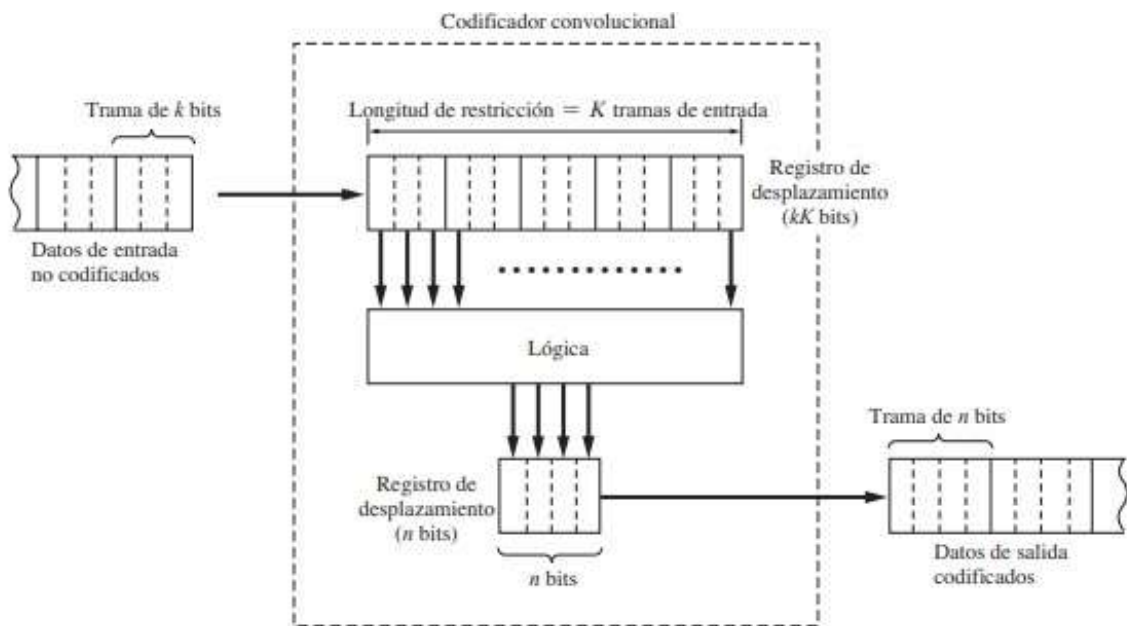 Codificador convolucional
Trama de k bits
Longitud de restricción = K tramas de entrada
Registro de
desplazamiento
(kK bits)
Datos de entrada
no codificados
Lógica
Trama de n bits
Registro de
desplazamiento
(n bits)
n bits
Datos de salida
codificados